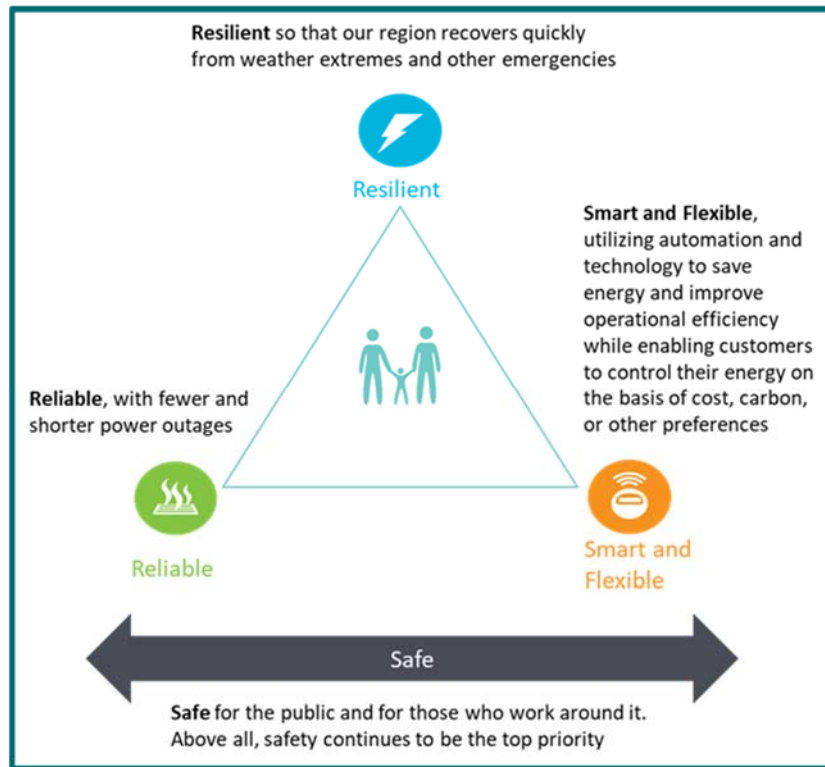 Resilient so that our region recovers quickly
from weather extremes and other emergencies
Resilient
Smart and Flexible,
utilizing automation and
technology to save
energy and improve
operational efficiency
while enabling customers
to control their energy on
the basis of cost, carbon,
or other preferences
Reliable, with fewer and
shorter power outages
Reliable
Smart and
Flexible
Safe
Safe for the public and for those who work around it.
Above all, safety continues to be the top priority